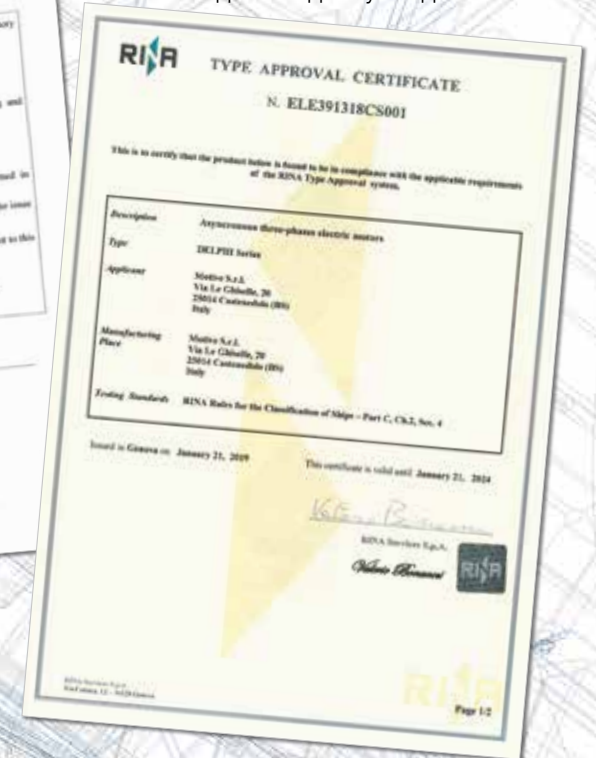 RINA
TYPE APPROVAL CERTIFICATE
N. ELE391318CS001
This is to certify that the product below is found to be in compliance with the applicable requirements
of the RINA Type Approval system.
Description Asyncronous three-phases electric motors
Type DELPHI Series
Applicant Motive S.r.l.
Via Le Ghiselle, 20
25014 Castenedolo (BS)
Italy
Manufacturing Place Motive S.r.l.
Via Le Ghiselle, 20
25014 Castenedolo (BS)
Italy
Testing Standards RINA Rules for the Classification of Ships – Part C, Ch.2, Sec. 4
Issued in Genova on January 21, 2019
This certificate is valid until January 21, 2024
RINA Services S.p.A.
RINA
RINA
Page 1/2